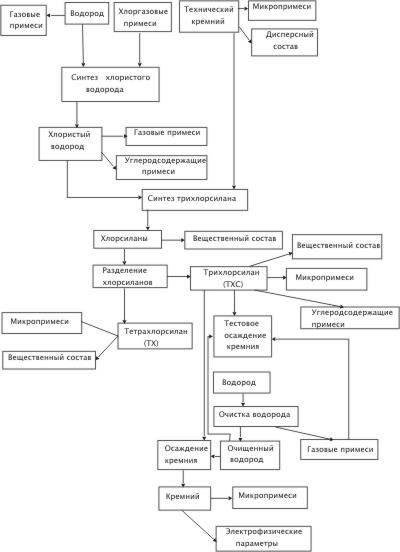 Газовые
примеси
Водород
Хлоргазовые
примеси
Технический
кремний
Микропримеси
Дисперсный
состав
Синтез хлористого
водорода
Хлористый
водород
Газовые примеси
Углеродсодержащие
примеси
Синтез трихлорсилана
Хлорсиланы
Вещественный состав
Вещественный состав
Разделение
хлорсиланов
Трихлорсилан
(ТХС)
Микропримеси
Углеродсодержащие
примеси
Микропримеси
Тетрахлорсилан
(ТХ)
Тестовое
осаждение
кремния
Вещественный состав
Водород
Очистка водорода
Осаждение
кремния
Очищенный
водород
Газовые примеси
Кремний
Микропримеси
Электрофизические
параметры